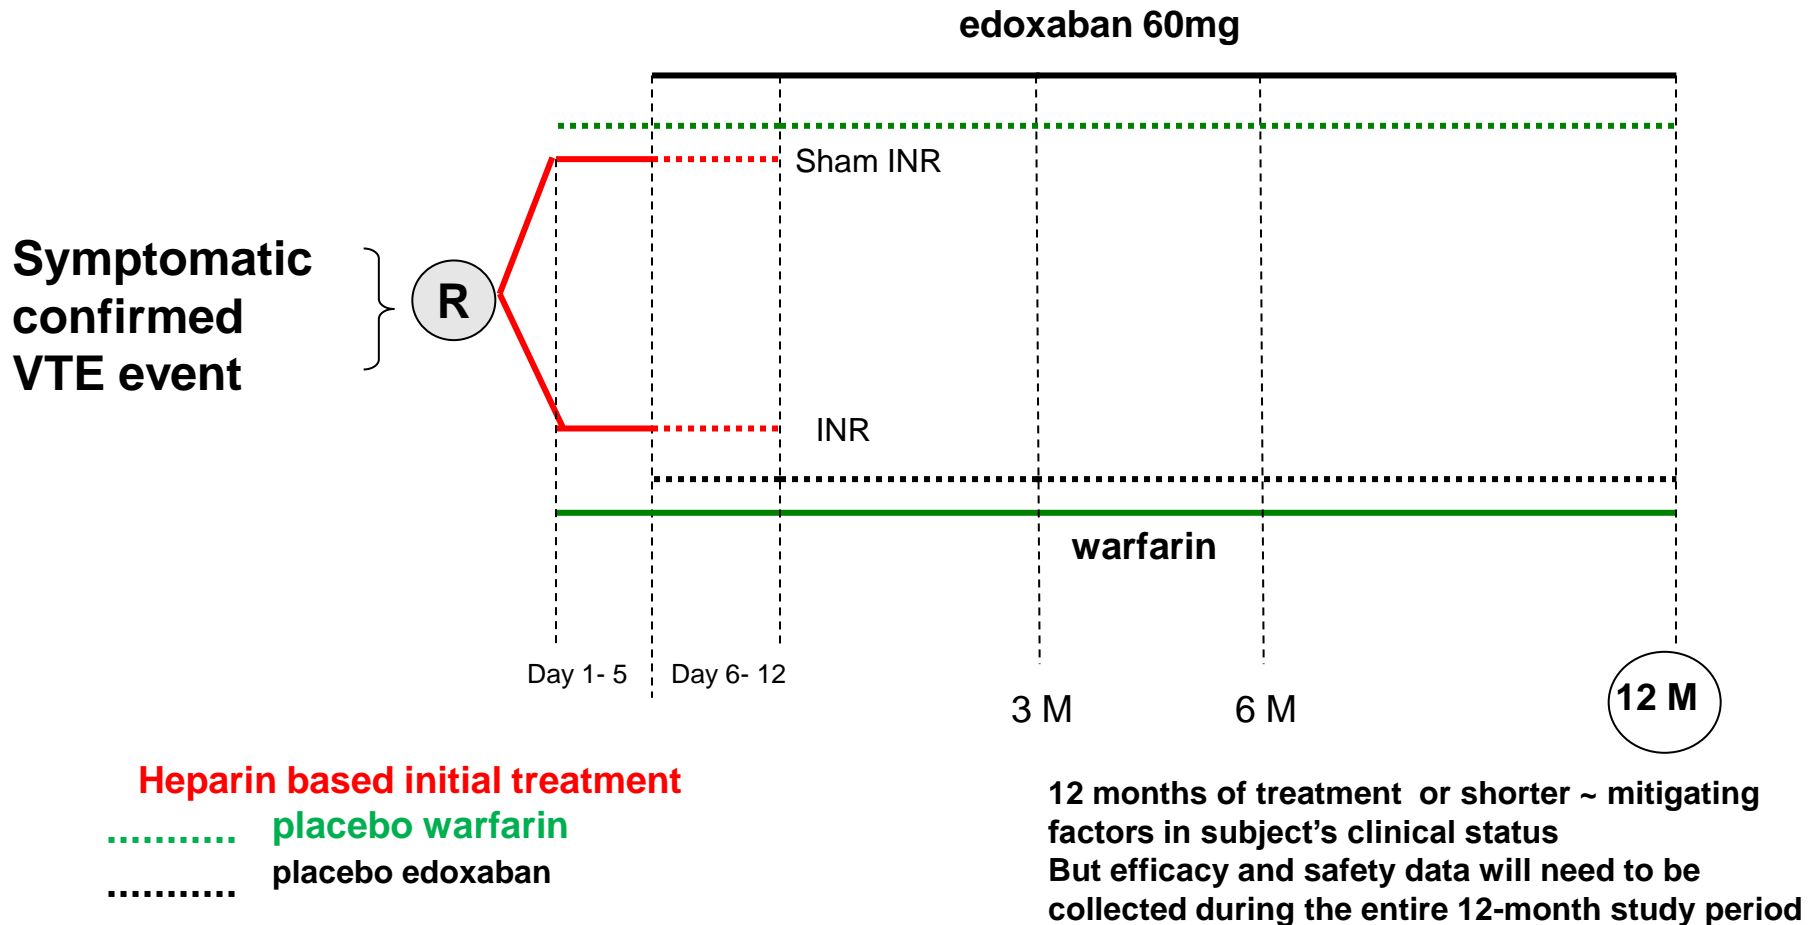 edoxaban 60mg
Sham INR
Symptomatic
confirmed
VTE event
R
INR
warfarin
Day 1- 5
Day 6- 12
3 M
6 M
12 M
Heparin based initial treatment
........... placebo warfarin
........... placebo edoxaban
12 months of treatment or shorter ~ mitigating
factors in subject's clinical status
But efficacy and safety data will need to be
collected during the entire 12-month study period